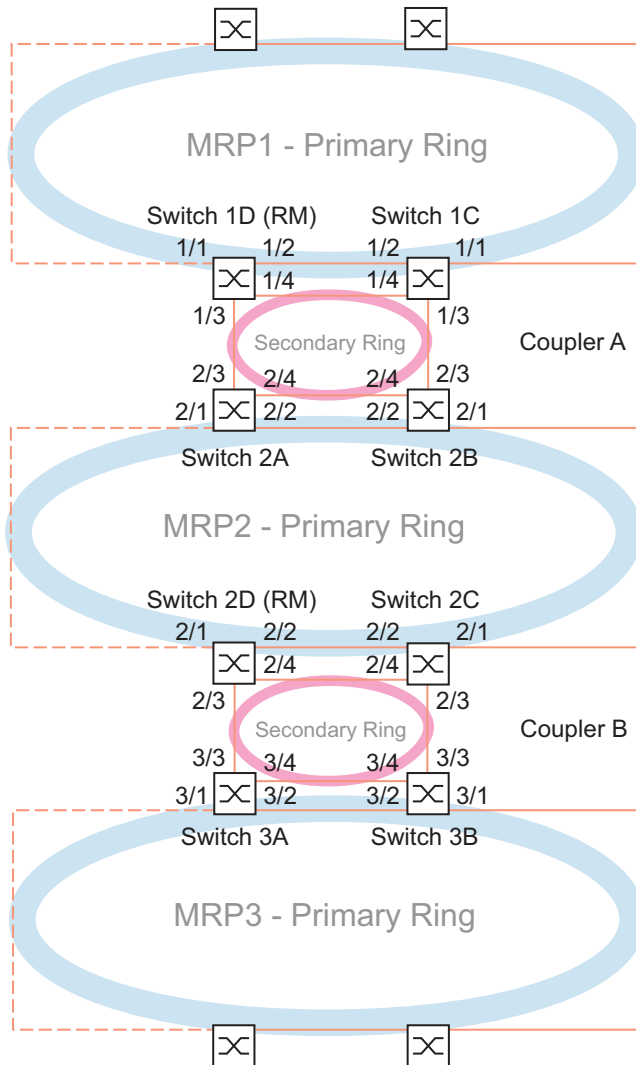 MRP1 - Primary Ring
Switch 1D (RM) Switch 1C
1/1 1/2 1/2 1/1
1/4 1/4
1/3 1/3
Secondary Ring Coupler A
2/3 2/4 2/4 2/3
2/1 2/2 2/2 2/1
Switch 2A Switch 2B
MRP2 - Primary Ring
Switch 2D (RM) Switch 2C
2/1 2/2 2/2 2/1
2/4 2/4
2/3 2/3
Secondary Ring Coupler B
3/3 3/4 3/4 3/3
3/1 3/2 3/2 3/1
Switch 3A Switch 3B
MRP3 - Primary Ring